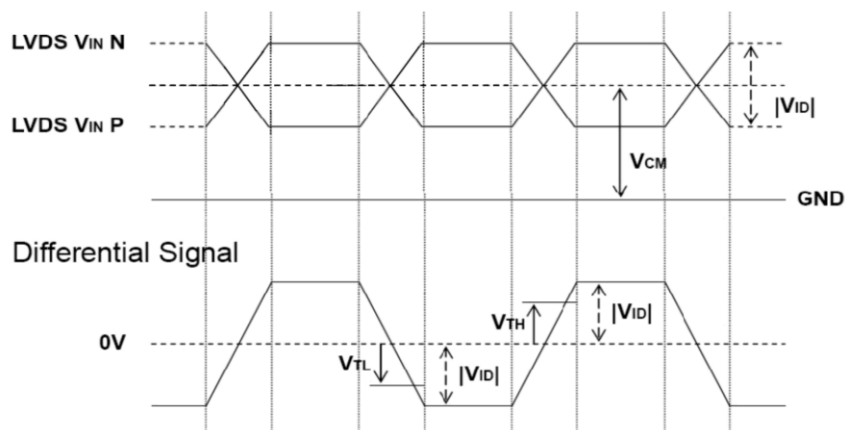 LVDS VIN N
|VID|
LVDS VIN P
VCM
GND
Differential Signal
VTH
|VID|
0V
VTL
|VID|